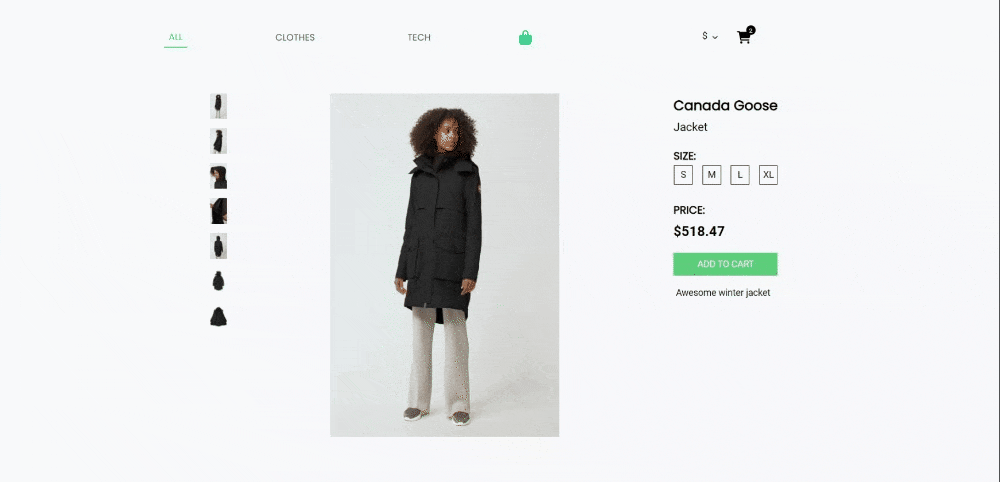 ALL
CLOTHES
TECH
$
2
Canada Goose
Jacket
SIZE:
S M L XL
PRICE:
$518.47
ADD TO CART
Awesome winter jacket